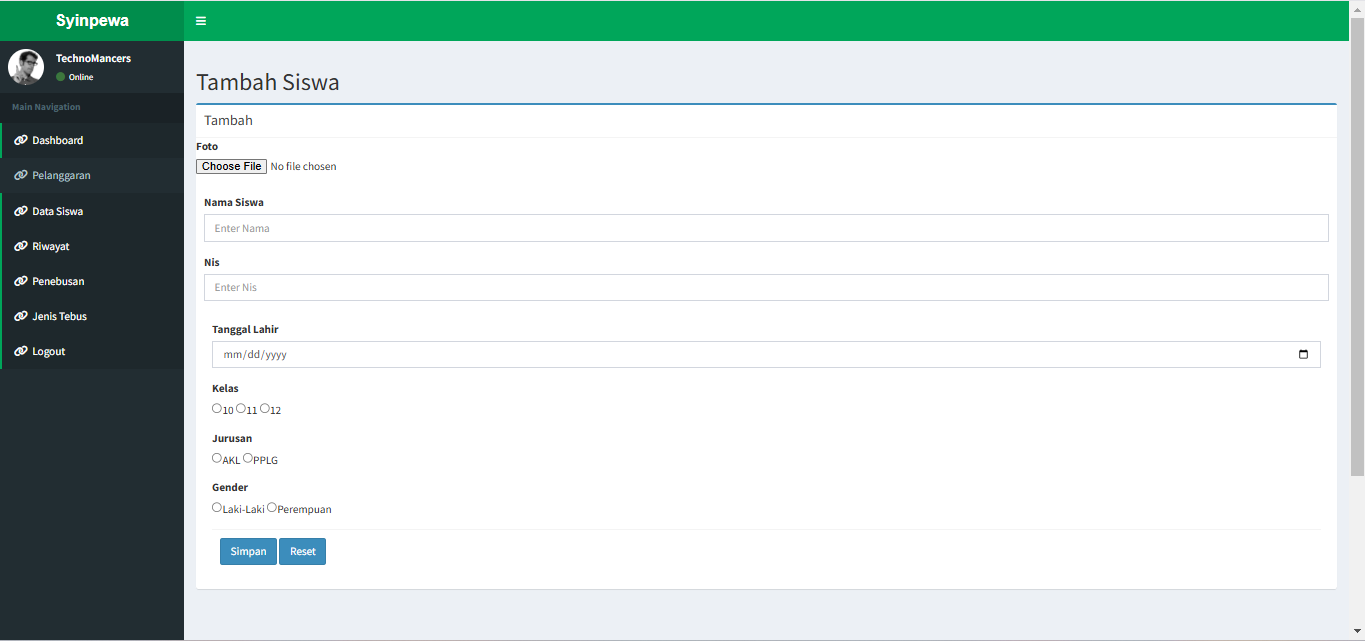 Syinpewa
TechnoMancers
Online
Main Navigation
Dashboard
Pelanggaran
Data Siswa
Riwayat
Penebusan
Jenis Tebus
Logout
Tambah Siswa
Tambah
Foto
Choose File No file chosen
Nama Siswa
Enter Nama
Nis
Enter Nis
Tanggal Lahir
mm/dd/yyyy
Kelas
10 11 12
Jurusan
AKL PPLG
Gender
Laki-Laki Perempuan
Simpan Reset